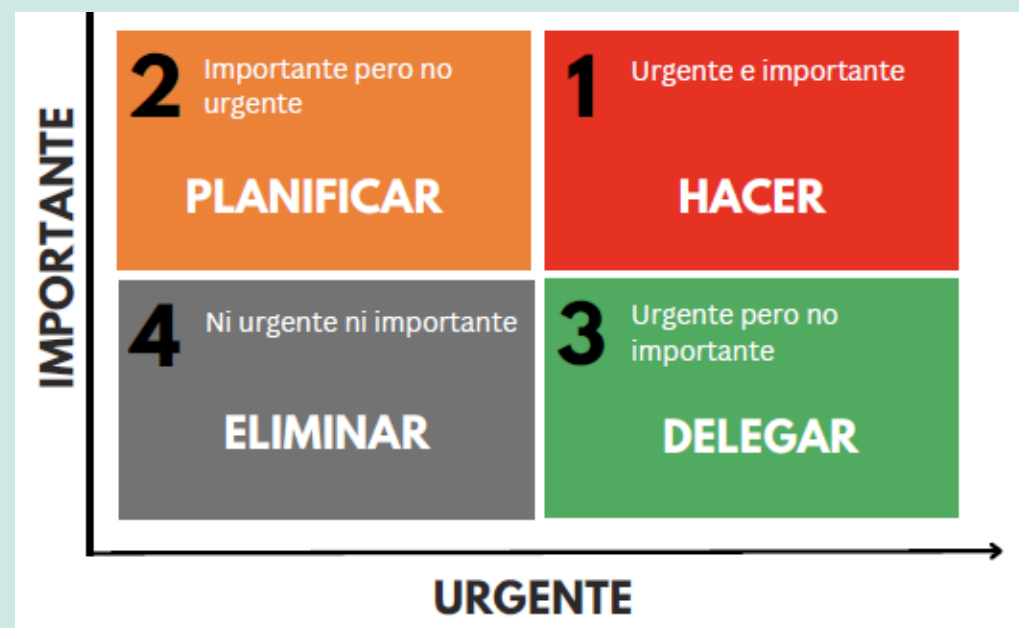 IMPORTANTE
2
Importante pero no
urgente
PLANIFICAR
1
Urgente e importante
HACER
4
Ni urgente ni importante
ELIMINAR
3
Urgente pero no
importante
DELEGAR
URGENTE